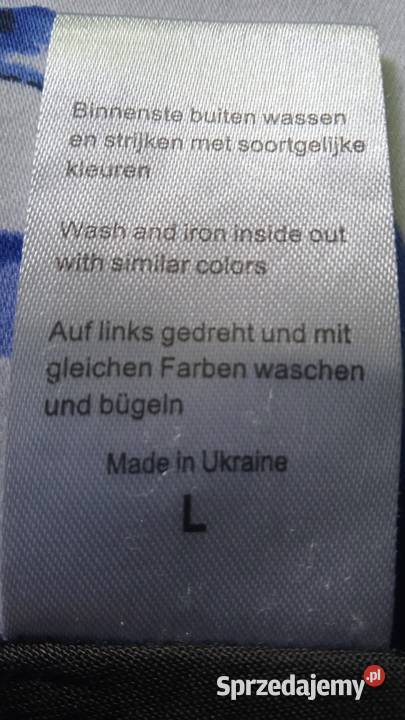 Binnenste buiten wassen
en strijken met soortgelijke
kleuren
Wash and iron inside out
with similar colors
Auf links gedreht und mit
gleichen Farben waschen
und bügeln
Made in Ukraine
L
Sprzedajemy.pl